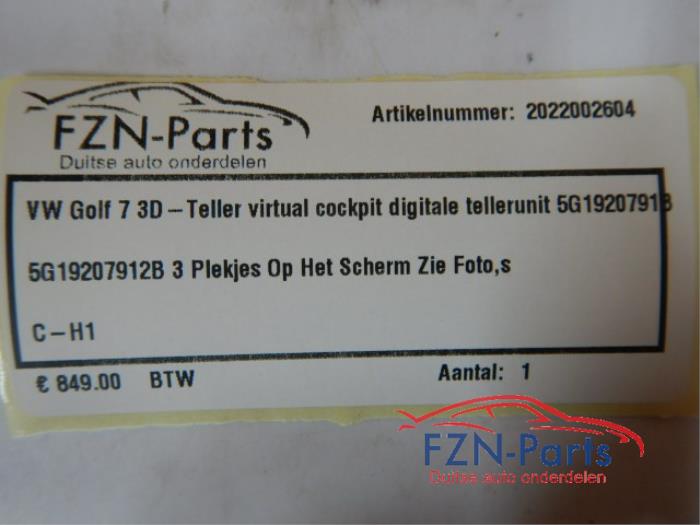 FZN-Parts
Duitse auto onderdelen
Artikelnummer: 2022002604
VW Golf 7 3D – Teller virtual cockpit digitale tellerunit 5G1920791B
5G19207912B 3 Plekjes Op Het Scherm Zie Foto,s
C – H1
€ 849.00 BTW Aantal: 1
FZN-Parts
Duitse auto onderdelen